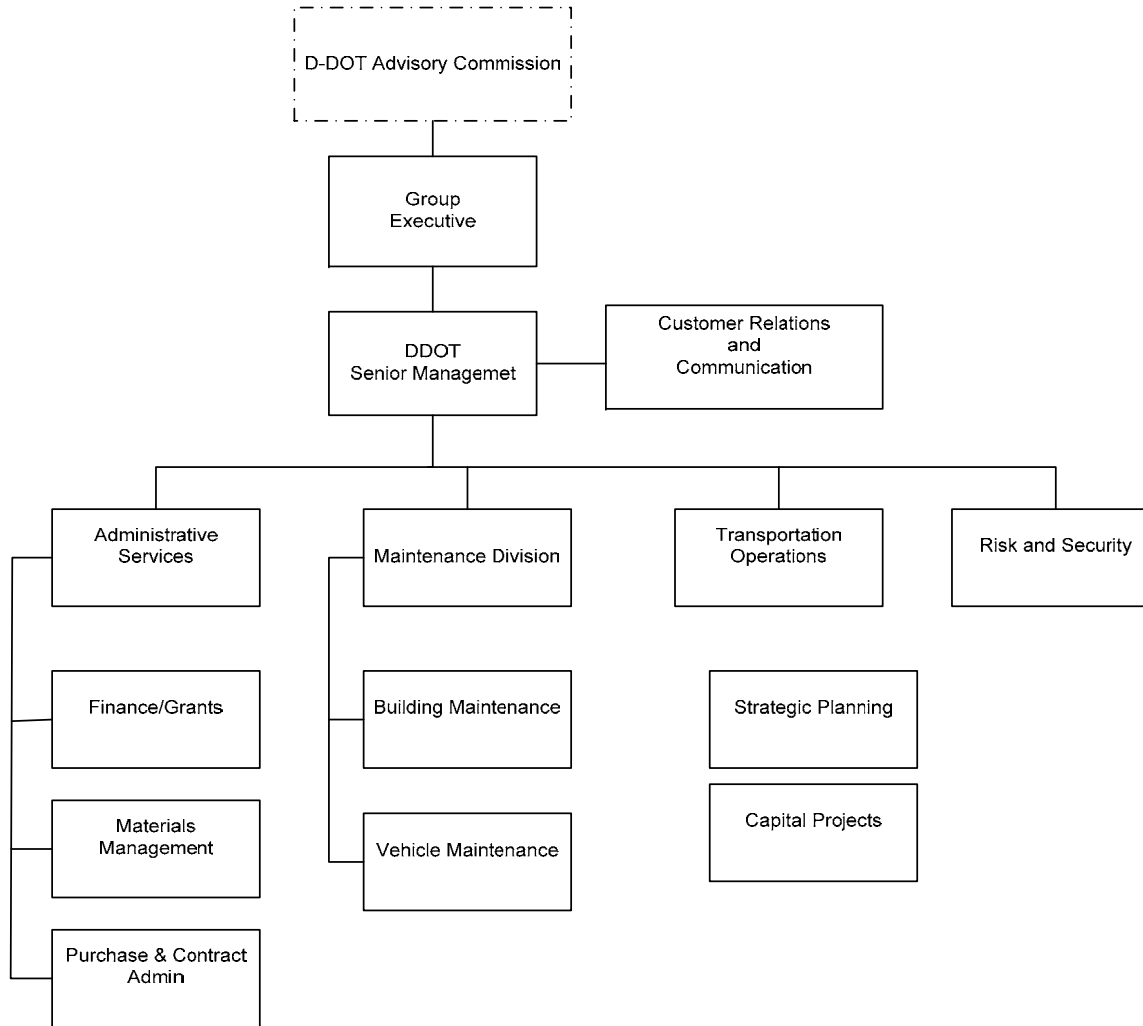 D-DOT Advisory Commission
Group
Executive
DDOT
Senior Managemet
Customer Relations
and
Communication
Administrative
Services
Maintenance Division
Transportation
Operations
Risk and Security
Finance/Grants
Building Maintenance
Strategic Planning
Materials
Management
Vehicle Maintenance
Capital Projects
Purchase & Contract
Admin